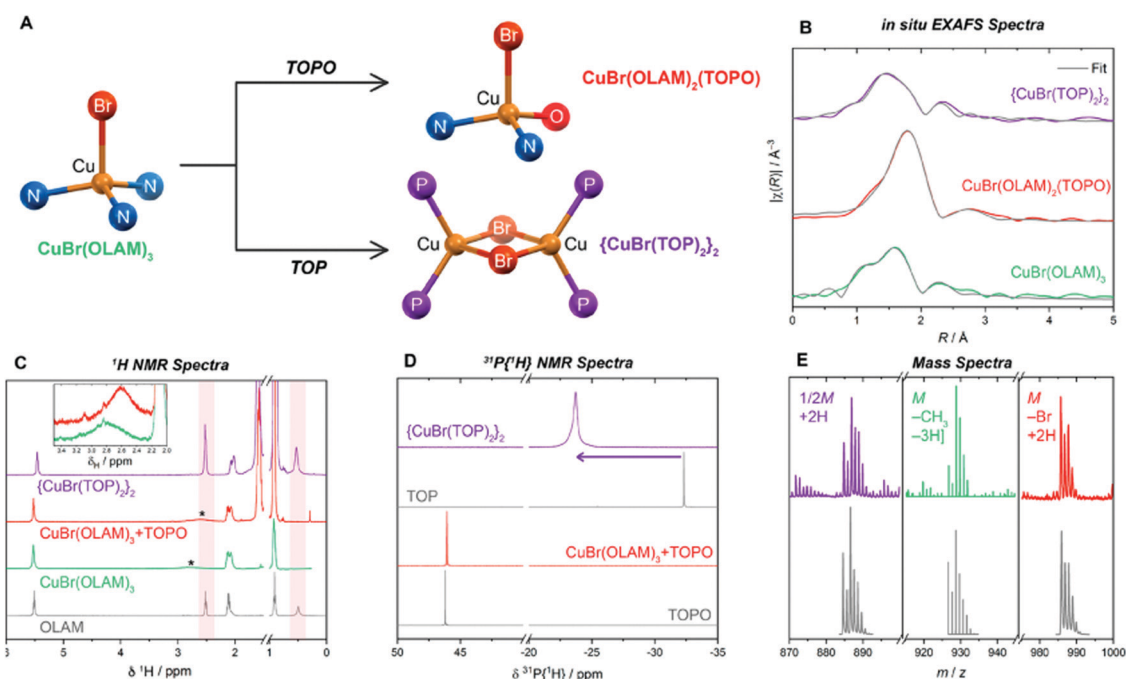 A
TOPO
TOP
Br
Cu
N
N
N
CuBr(OLAM)₃
Br
Cu
N
O
N
CuBr(OLAM)₂(TOPO)
P
P
Br
Cu
Cu
Br
P
P
{CuBr(TOP)₂}₂
B
in situ EXAFS Spectra
Fit
{CuBr(TOP)₂}₂
CuBr(OLAM)₂(TOPO)
CuBr(OLAM)₃
|χ(R)| / Å⁻³
0 1 2 3 4 5
R / Å
C
¹H NMR Spectra
3.0 2.8 2.6 2.4 2.2 2.0
δH / ppm
{CuBr(TOP)₂}₂
*
CuBr(OLAM)₃+TOPO
*
CuBr(OLAM)₃
OLAM
5 4 3 2 1 0
δ ¹H / ppm
D
³¹P{¹H} NMR Spectra
{CuBr(TOP)₂}₂
TOP
CuBr(OLAM)₃+TOPO
TOPO
50 45 40 -20 -25 -30 -35
δ ³¹P{¹H} / ppm
E
Mass Spectra
1/2M
+2H
M
–CH₃
–3H]
M
–Br
+2H
870 880 890 920 930 940 980 990 1000
m / z